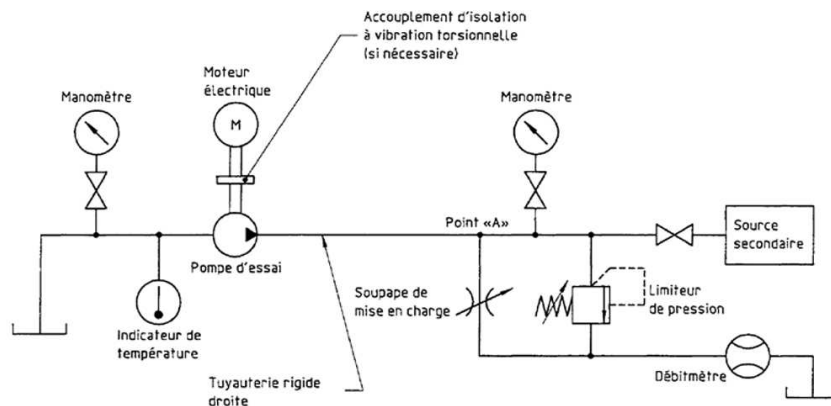 Accouplement d'isolation
à vibration torsionnelle
(si nécessaire)
Moteur
électrique
Manomètre
M
Manomètre
Point «A»
Source
secondaire
Pompe d'essai
Soupape de
mise en charge
Limiteur
de pression
Indicateur de
température
Débitmètre
Tuyauterie rigide
droite